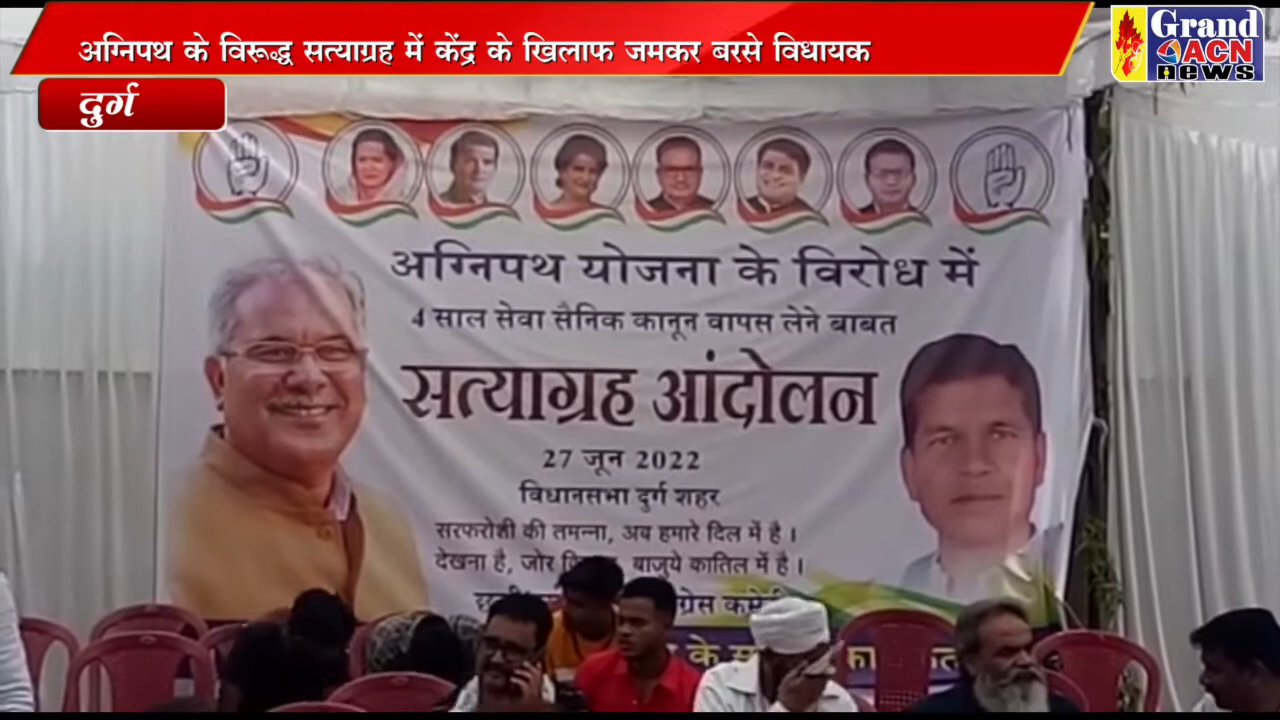 अग्निपथ के विरूद्ध सत्याग्रह में केंद्र के खिलाफ जमकर बरसे विधायक
Grand
ACN
news
दुर्ग
अग्निपथ योजना के विरोध में
4 साल सेवा सैनिक कानून वापस लेने बाबत
सत्याग्रह आंदोलन
27 जून 2022
विधानसभा दुर्ग शहर
सरफरोशी की तमन्ना, अब हमारे दिल में है ।
देखना है, जोर बाजुये कातिल में है ।
के